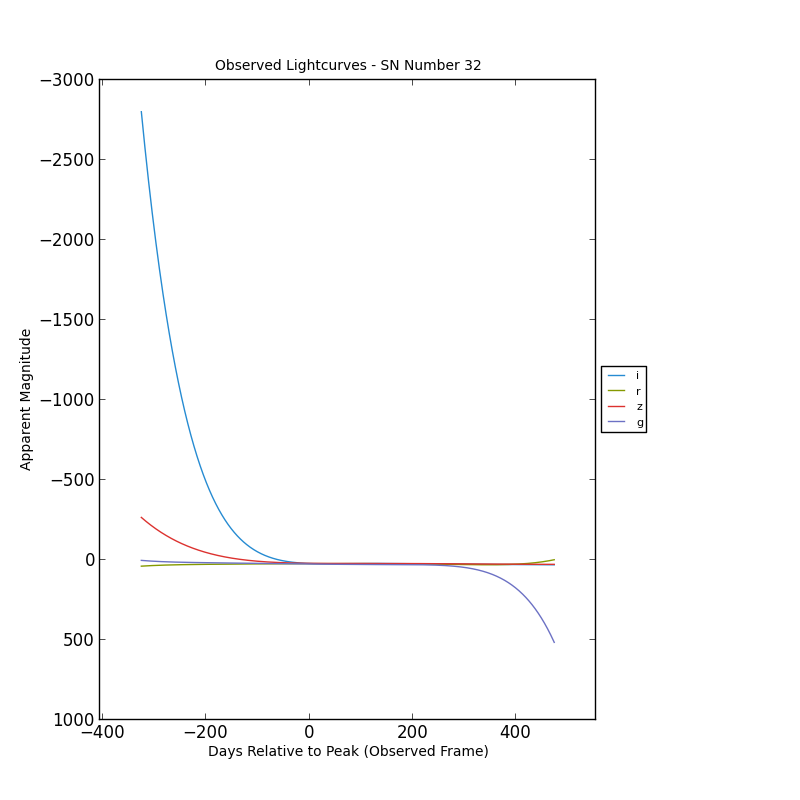 Observed Lightcurves - SN Number 32
−3000
−2500
−2000
−1500
−1000
−500
0
500
1000
Apparent Magnitude
−400
−200
0
200
400
Days Relative to Peak (Observed Frame)
i
r
z
g